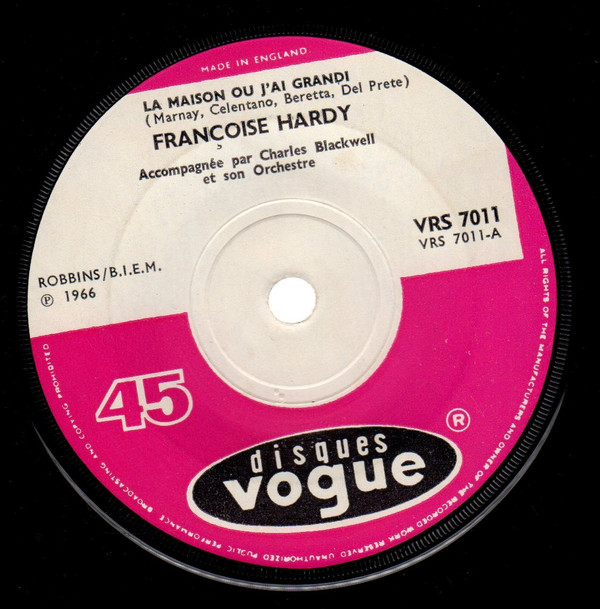 MADE IN ENGLAND
LA MAISON OU J'AI GRANDI
(Marnay, Celentano, Beretta, Del Prete)
FRANÇOISE HARDY
Accompagnée par Charles Blackwell
et son Orchestre
VRS 7011
VRS 7011-A
ROBBINS/B.I.E.M.
Ⓟ 1966
45
disques
vogue
®
ALL RIGHTS OF THE MANUFACTURERS AND OWNER OF THE RECORDED WORK RESERVED UNAUTHORIZED PUBLIC PERFORMANCE BROADCASTING AND COPYING PROHIBITED